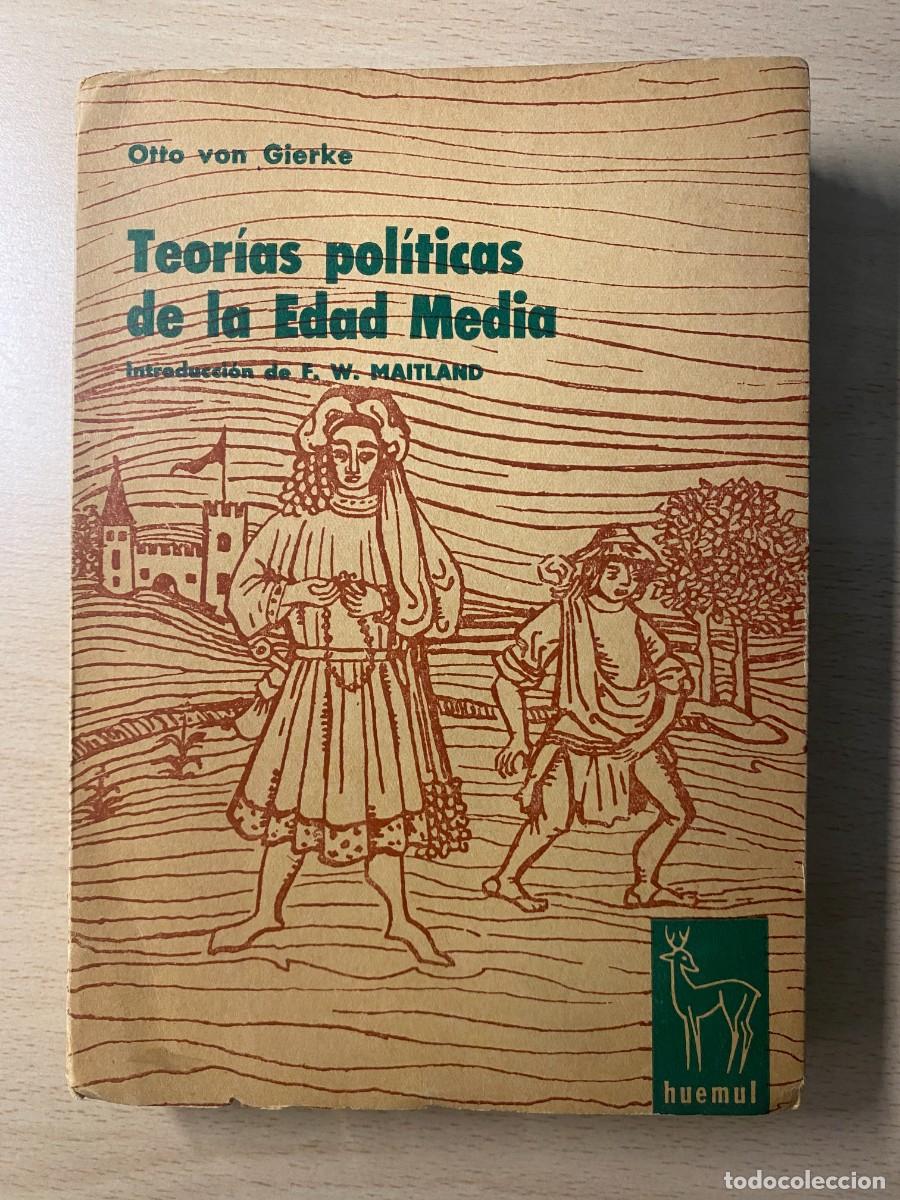 Otto von Gierke
Teorías políticas
de la Edad Media
Introducción de F. W. MAITLAND
huemul
todocoleccion